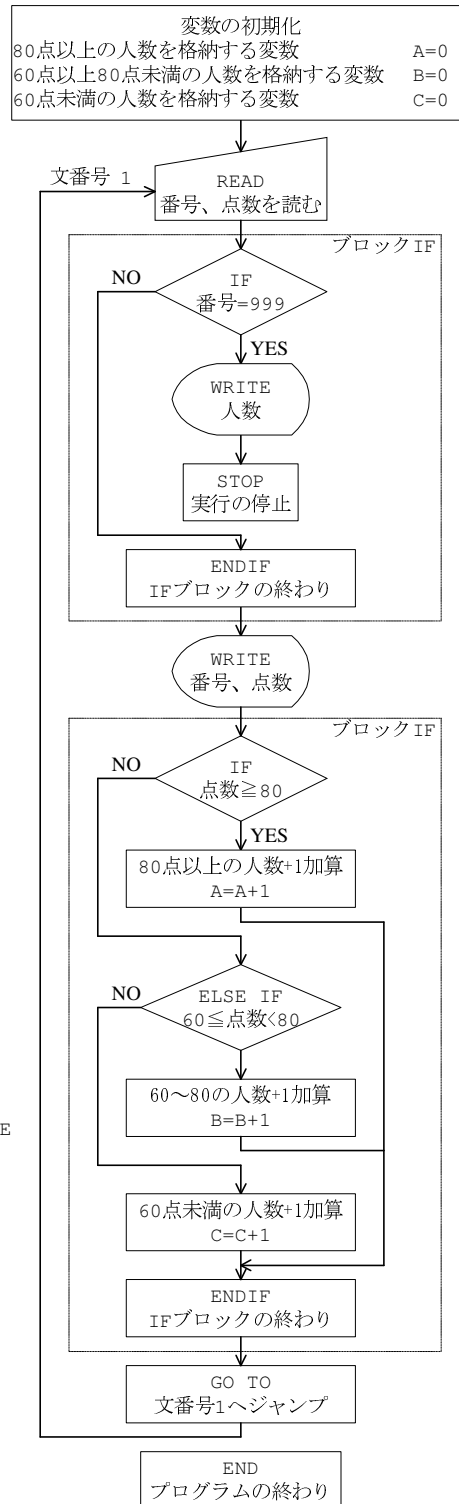 変数の初期化
80点以上の人数を格納する変数 A=0
60点以上80点未満の人数を格納する変数 B=0
60点未満の人数を格納する変数 C=0
文番号 1
READ
番号、点数を読む
ブロックIF
NO
IF
番号=999
YES
WRITE
人数
STOP
実行の停止
ENDIF
IFブロックの終わり
WRITE
番号、点数
ブロックIF
NO
IF
点数≧80
YES
80点以上の人数+1加算
A=A+1
NO
ELSE IF
60≦点数<80
60～80の人数+1加算
B=B+1
E
60点未満の人数+1加算
C=C+1
ENDIF
IFブロックの終わり
GO TO
文番号1へジャンプ
END
プログラムの終わり